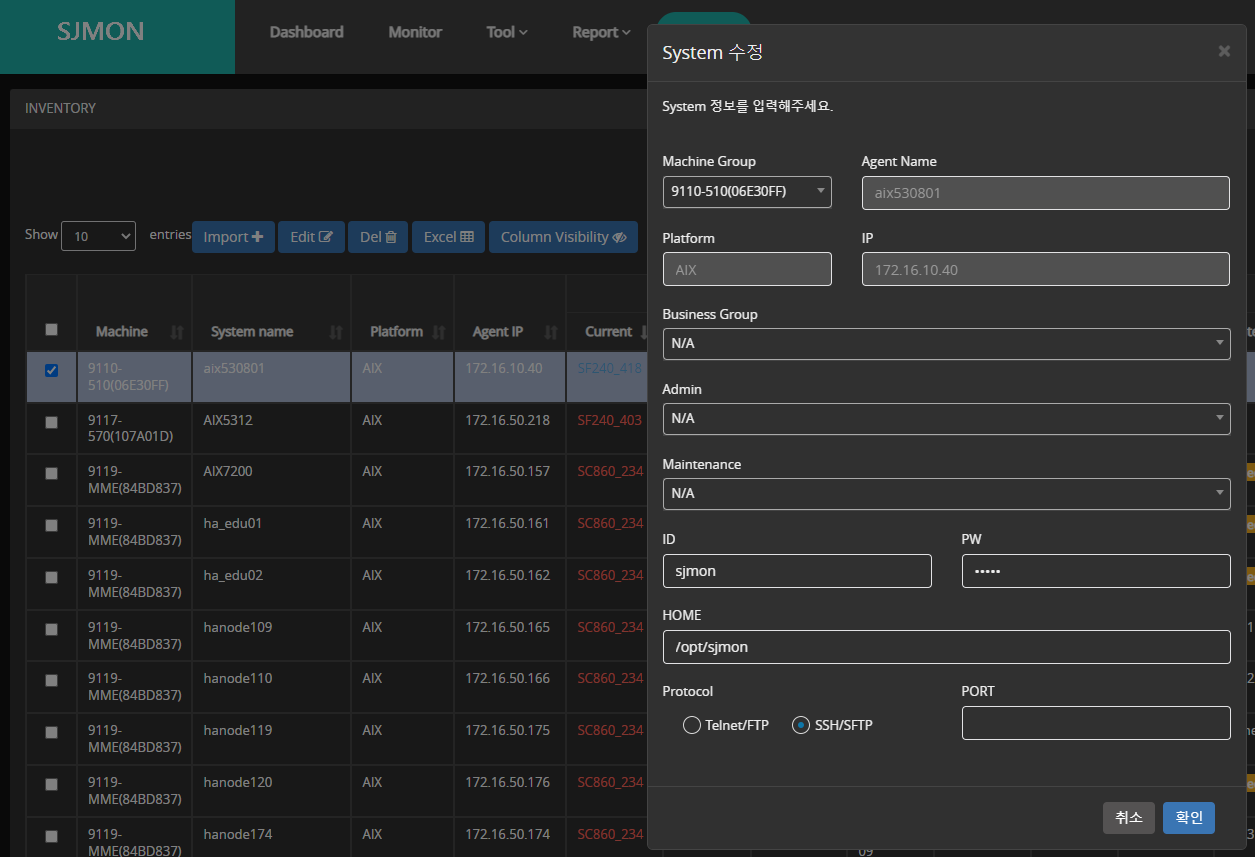 SJMON
Dashboard Monitor Tool Report
INVENTORY
Show 10 entries Import Edit Del Excel Column Visibility
Machine System name Platform Agent IP Current
9110-
510(06E30FF) aix530801 AIX 172.16.10.40 SF240_418
9117-
570(107A01D) AIX5312 AIX 172.16.50.218 SF240_403
9119-
MME(84BD837) AIX7200 AIX 172.16.50.157 SC860_234
9119-
MME(84BD837) ha_edu01 AIX 172.16.50.161 SC860_234
9119-
MME(84BD837) ha_edu02 AIX 172.16.50.162 SC860_234
9119-
MME(84BD837) hanode109 AIX 172.16.50.165 SC860_234
9119-
MME(84BD837) hanode110 AIX 172.16.50.166 SC860_234
9119-
MME(84BD837) hanode119 AIX 172.16.50.175 SC860_234
9119-
MME(84BD837) hanode120 AIX 172.16.50.176 SC860_234
9119-
MME(84BD837) hanode174 AIX 172.16.50.174 SC860_234
System 수정
System 정보를 입력해주세요.
Machine Group Agent Name
9110-510(06E30FF) aix530801
Platform IP
AIX 172.16.10.40
Business Group
N/A
Admin
N/A
Maintenance
N/A
ID PW
sjmon •••••
HOME
/opt/sjmon
Protocol PORT
Telnet/FTP SSH/SFTP
취소 확인